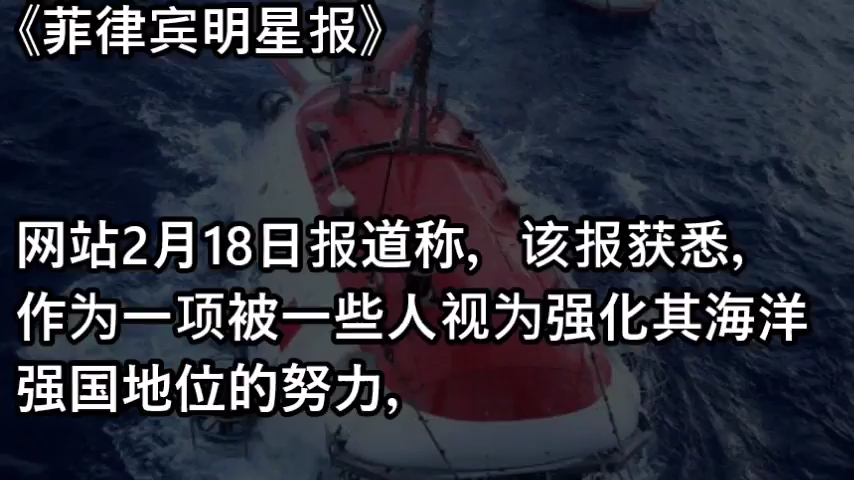 《菲律宾明星报》
网站2月18日报道称，该报获悉，
作为一项被一些人视为强化其海洋
强国地位的努力，